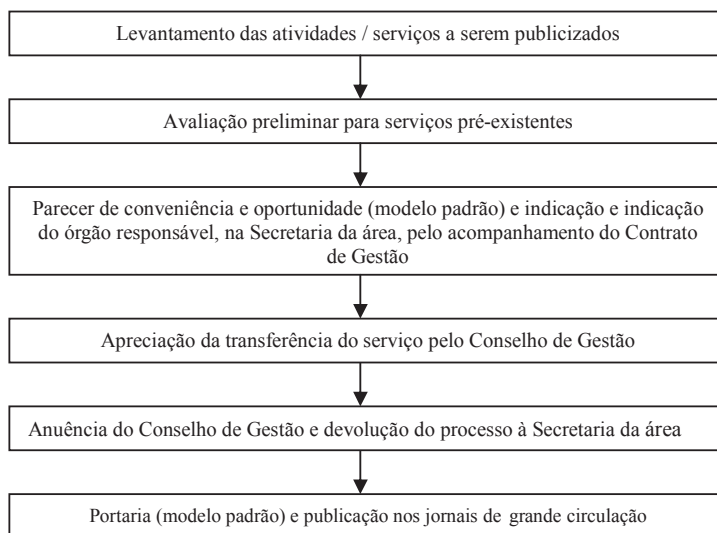 Levantamento das atividades / serviços a serem publicizados
Avaliação preliminar para serviços pré-existentes
Parecer de conveniência e oportunidade (modelo padrão) e indicação e indicação
do órgão responsável, na Secretaria da área, pelo acompanhamento do Contrato
de Gestão
Apreciação da transferência do serviço pelo Conselho de Gestão
Anuência do Conselho de Gestão e devolução do processo à Secretaria da área
Portaria (modelo padrão) e publicação nos jornais de grande circulação